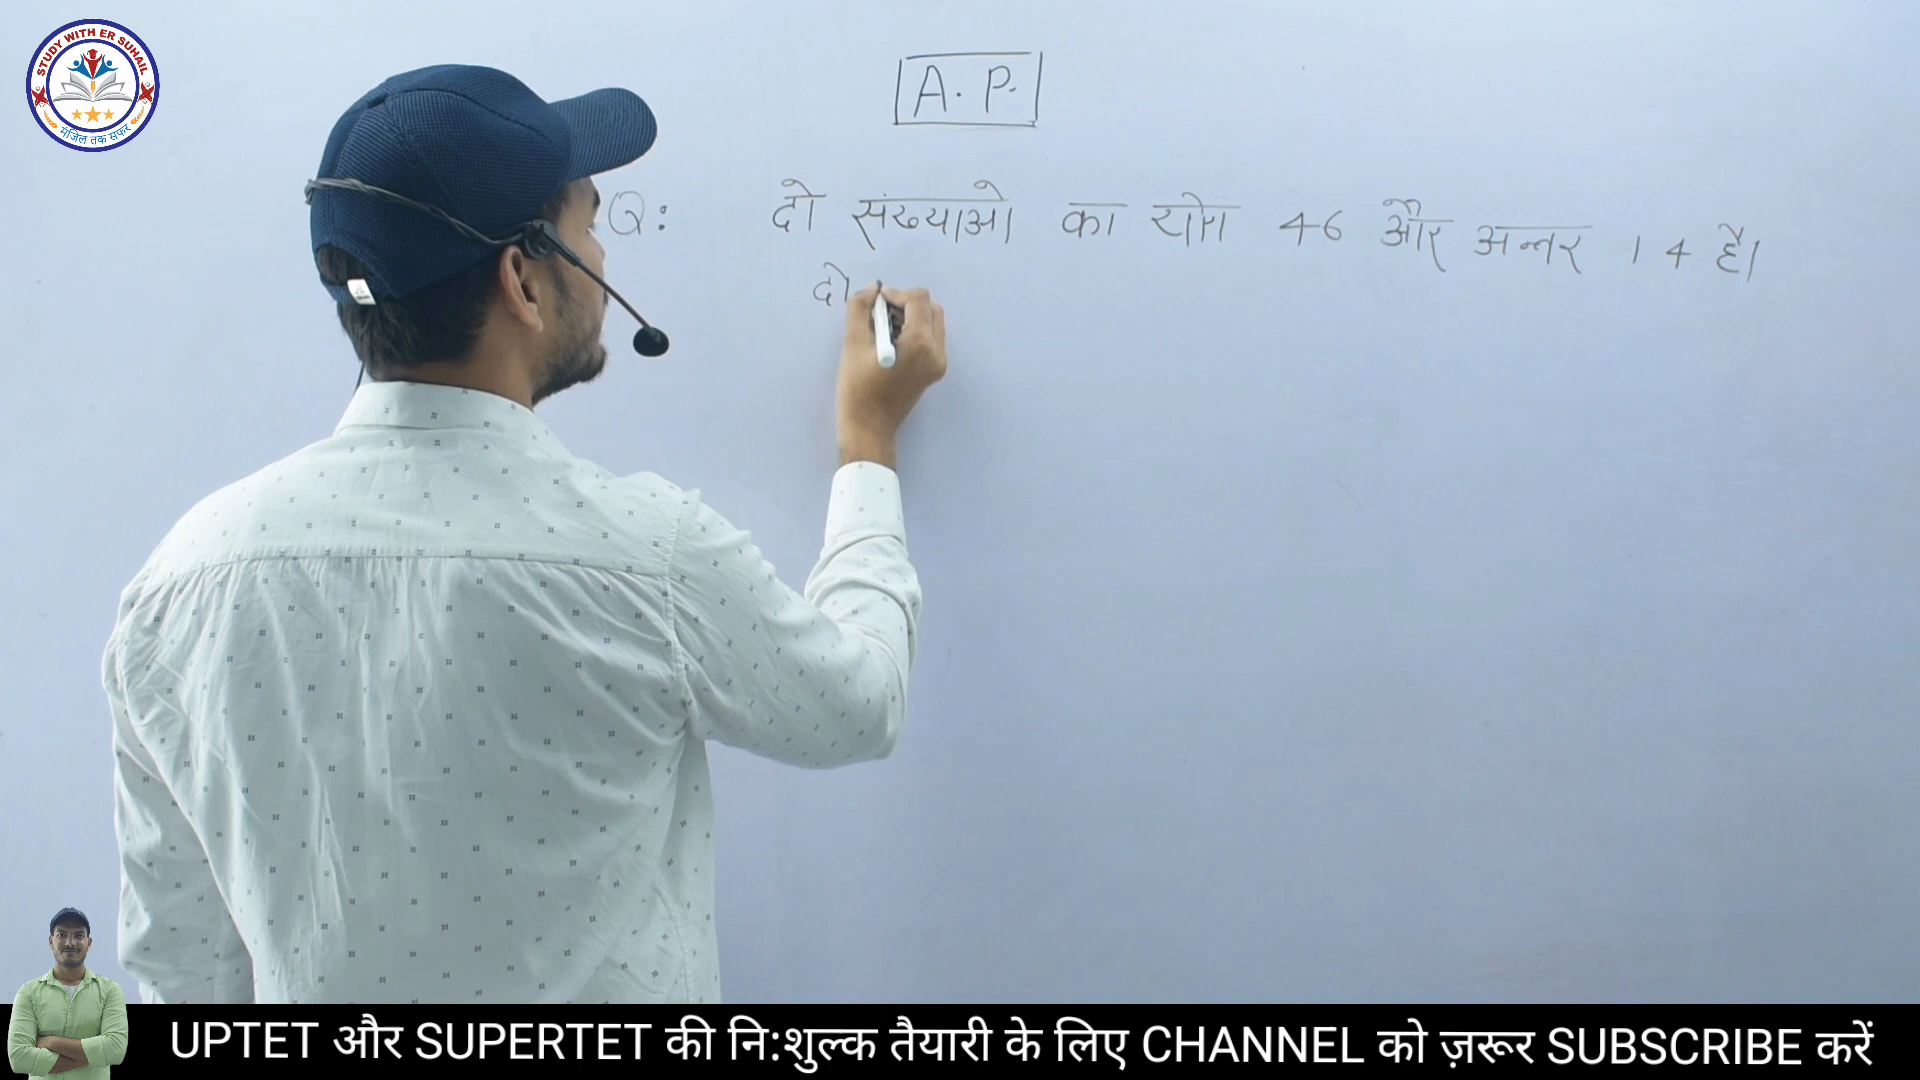 STUDY WITH ER SUHAIL
मंजिल तक सफर
A. P.
Q: दो संख्याओ का योग 46 और अन्तर 14 है।
दो
UPTET और SUPERTET की नि:शुल्क तैयारी के लिए CHANNEL को ज़रूर SUBSCRIBE करें